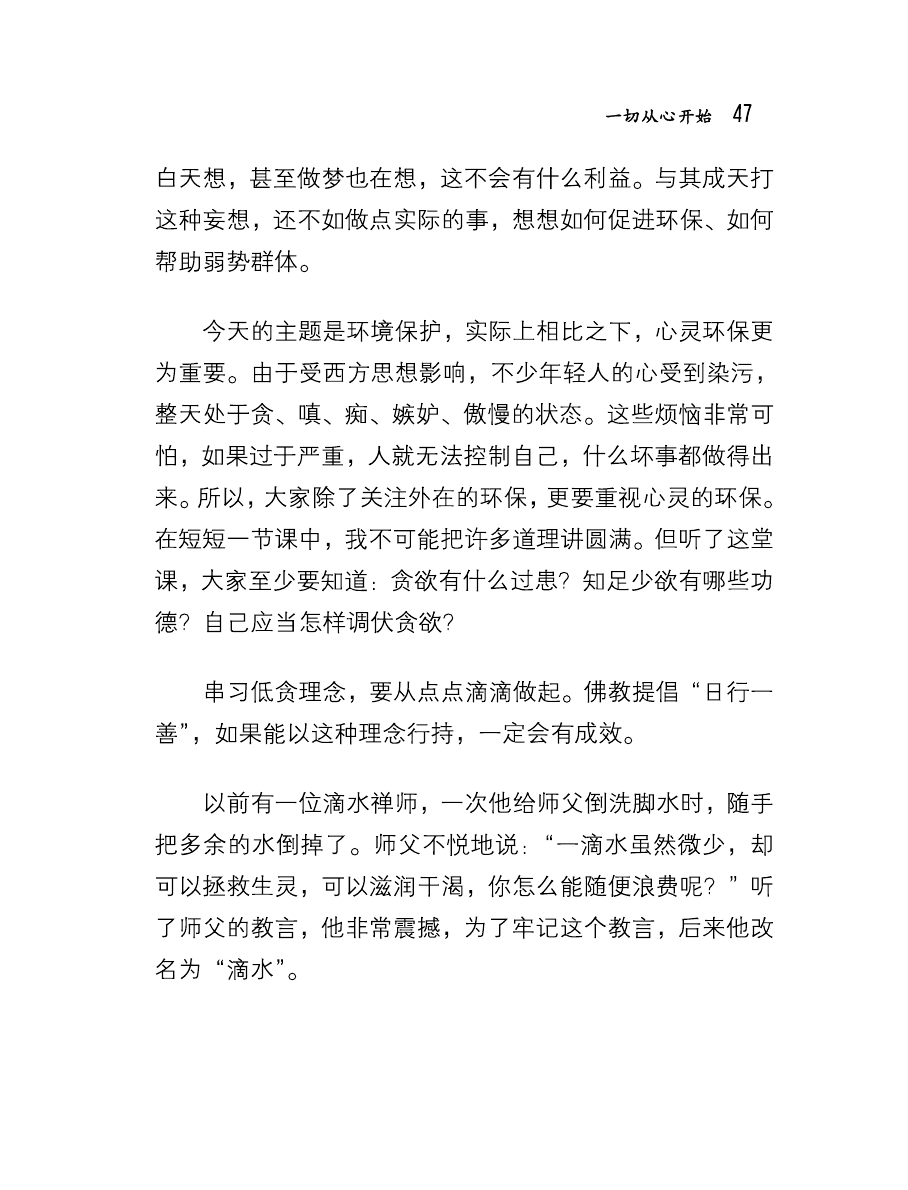 一切从心开始 47
白天想，甚至做梦也在想，这不会有什么利益。与其成天打
这种妄想，还不如做点实际的事，想想如何促进环保、如何
帮助弱势群体。
今天的主题是环境保护，实际上相比之下，心灵环保更
为重要。由于受西方思想影响，不少年轻人的心受到染污，
整天处于贪、嗔、痴、嫉妒、傲慢的状态。这些烦恼非常可
怕，如果过于严重，人就无法控制自己，什么坏事都做得出
来。所以，大家除了关注外在的环保，更要重视心灵的环保。
在短短一节课中，我不可能把许多道理讲圆满。但听了这堂
课，大家至少要知道：贪欲有什么过患？知足少欲有哪些功
德？自己应当怎样调伏贪欲？
串习低贪理念，要从点点滴滴做起。佛教提倡“日行一
善”，如果能以这种理念行持，一定会有成效。
以前有一位滴水禅师，一次他给师父倒洗脚水时，随手
把多余的水倒掉了。师父不悦地说：“一滴水虽然微少，却
可以拯救生灵，可以滋润干渴，你怎么能随便浪费呢？”听
了师父的教言，他非常震撼，为了牢记这个教言，后来他改
名为“滴水”。